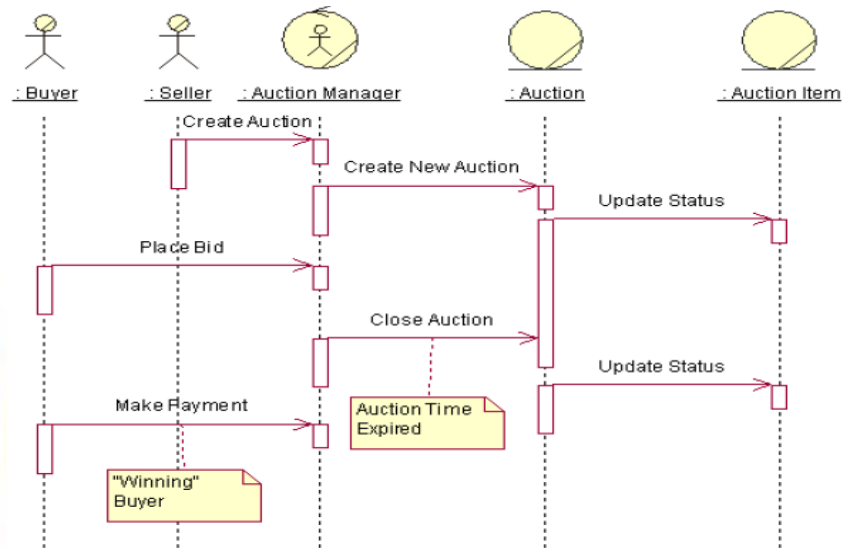 : Buyer
: Seller
: Auction Manager
: Auction
: Auction Item
Create Auction
Create New Auction
Update Status
Place Bid
Close Auction
Update Status
Make Payment
Auction Time
Expired
"Winning"
Buyer